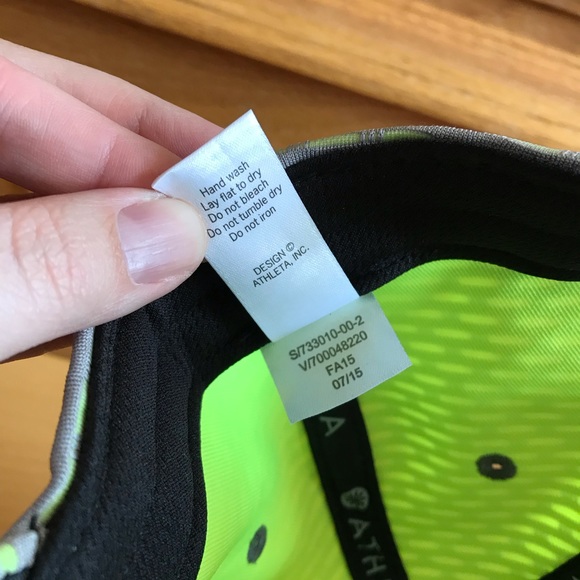 Hand wash
Lay flat to dry
Do not bleach
Do not tumble dry
Do not iron
DESIGN ©
ATHLETA, INC.
S/733010-00-2
V/700048220
FA15
07/15
A
ATH